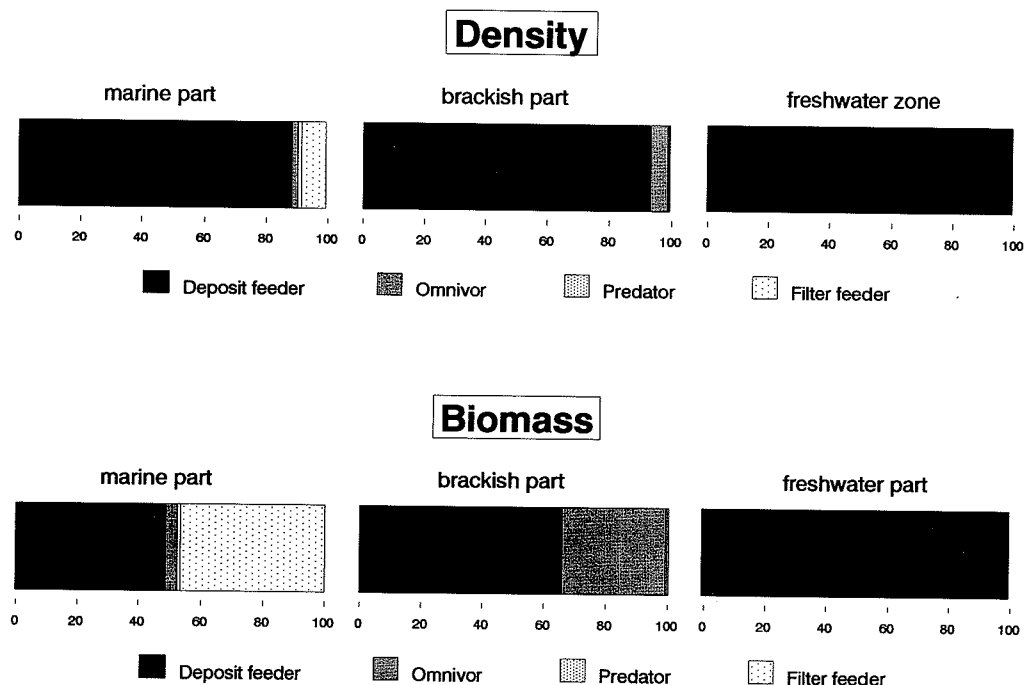 Density
marine part
brackish part
freshwater zone
0 20 40 60 80 100
0 20 40 60 80 100
0 20 40 60 80 100
Deposit feeder
Omnivor
Predator
Filter feeder
Biomass
marine part
brackish part
freshwater part
0 20 40 60 80 100
0 20 40 60 80 100
0 20 40 60 80 100
Deposit feeder
Omnivor
Predator
Filter feeder